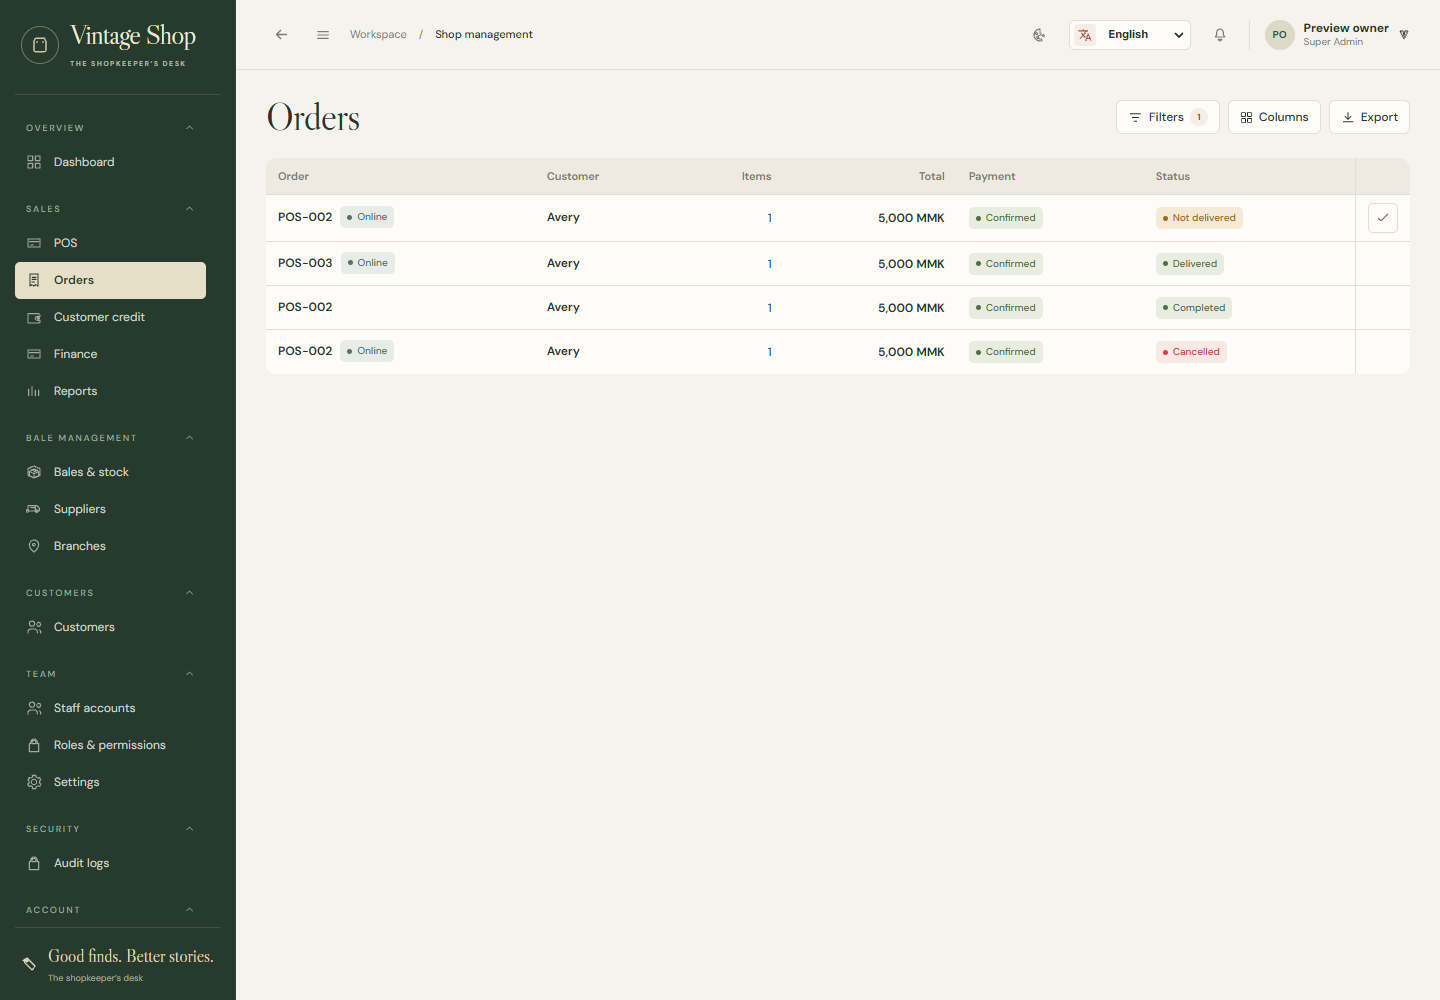 Vintage Shop
THE SHOPKEEPER'S DESK
OVERVIEW
Dashboard
SALES
POS
Orders
Customer credit
Finance
Reports
BALE MANAGEMENT
Bales & stock
Suppliers
Branches
CUSTOMERS
Customers
TEAM
Staff accounts
Roles & permissions
Settings
SECURITY
Audit logs
ACCOUNT
Good finds. Better stories.
The shopkeeper's desk
Workspace / Shop management
English
PO
Preview owner
Super Admin
Orders
Filters 1
Columns
Export
Order Customer Items Total Payment Status
POS-002 Online Avery 1 5,000 MMK Confirmed Not delivered
POS-003 Online Avery 1 5,000 MMK Confirmed Delivered
POS-002 Avery 1 5,000 MMK Confirmed Completed
POS-002 Online Avery 1 5,000 MMK Confirmed Cancelled